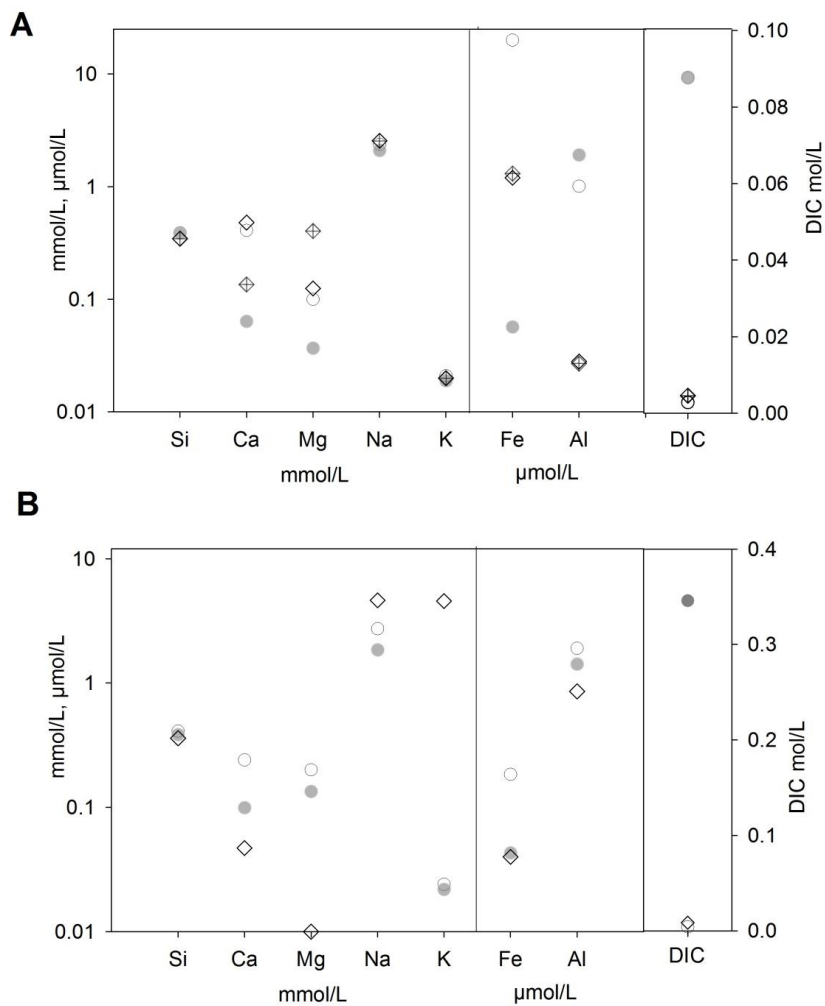 A
mmol/L, µmol/L
10
1
0.1
0.01
0.10
0.08
0.06
0.04
0.02
0.00
DIC mol/L
Si Ca Mg Na K Fe Al DIC
mmol/L µmol/L
B
mmol/L, µmol/L
10
1
0.1
0.01
0.4
0.3
0.2
0.1
0.0
DIC mol/L
Si Ca Mg Na K Fe Al DIC
mmol/L µmol/L